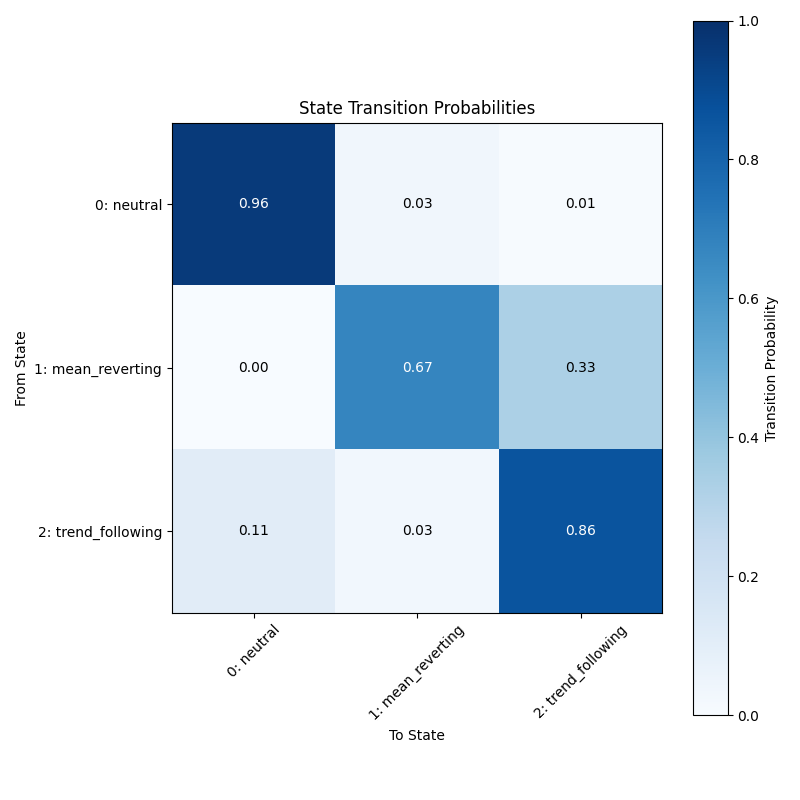 State Transition Probabilities
From State
0: neutral
1: mean_reverting
2: trend_following
0.96 0.03 0.01
0.00 0.67 0.33
0.11 0.03 0.86
0: neutral
1: mean_reverting
2: trend_following
To State
1.0
0.8
0.6
0.4
0.2
0.0
Transition Probability